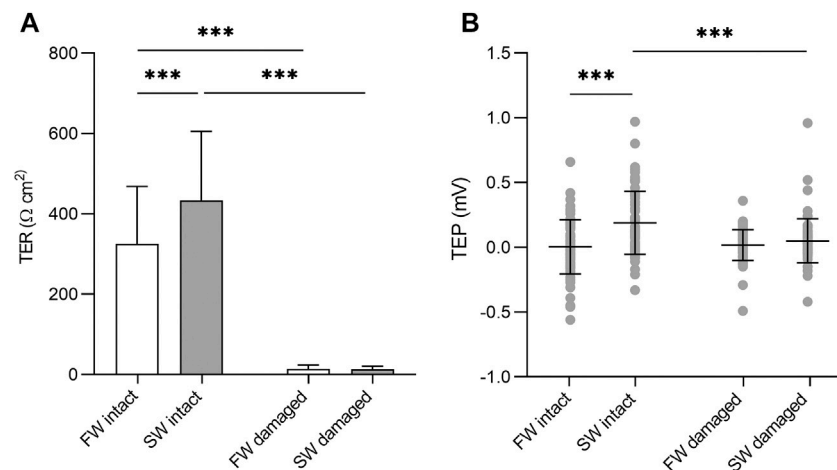 A
TER (Ω cm²)
800
600
400
200
0
***
***
***
FW intact
SW intact
FW damaged
SW damaged
B
TEP (mV)
1.5
1.0
0.5
0.0
-0.5
-1.0
***
***
FW intact
SW intact
FW damaged
SW damaged